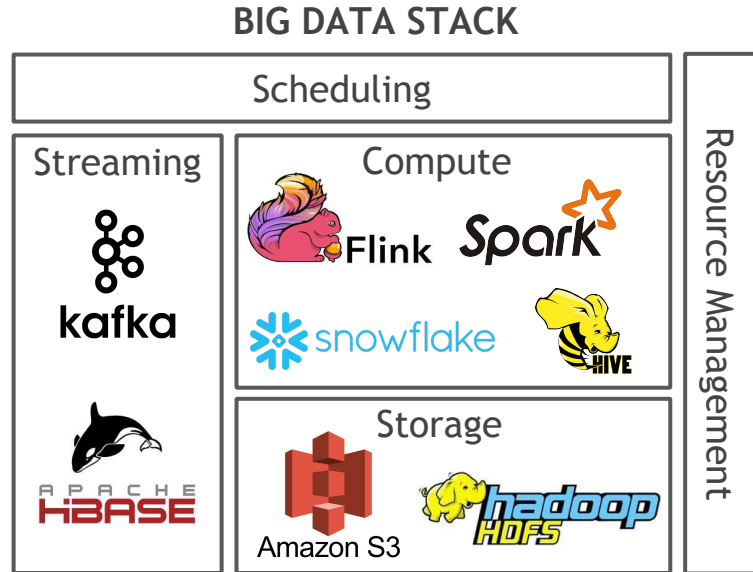 BIG DATA STACK
Scheduling
Streaming
kafka
APACHE
HBASE
Compute
Flink
Spark
snowflake
HIVE
Storage
Amazon S3
hadoop
HDFS
Resource Management